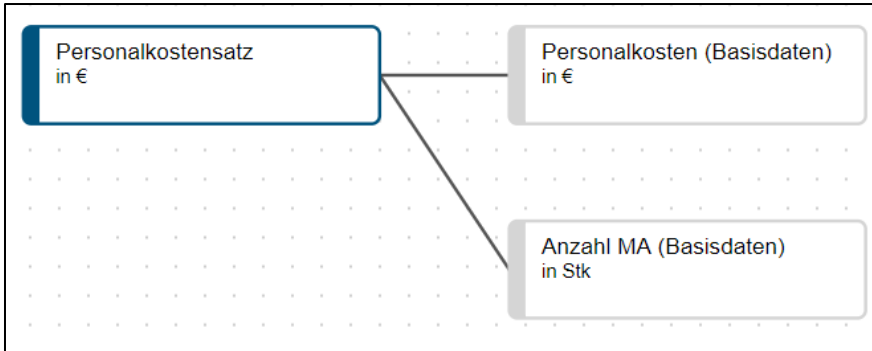 Personalkostensatz
in €
Personalkosten (Basisdaten)
in €
Anzahl MA (Basisdaten)
in Stk